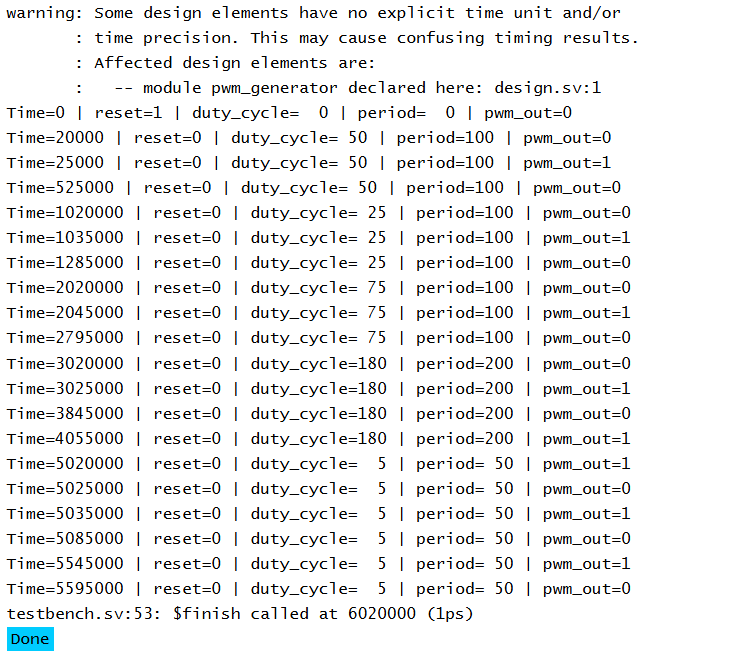 warning: Some design elements have no explicit time unit and/or
       : time precision. This may cause confusing timing results.
       : Affected design elements are:
       :   -- module pwm_generator declared here: design.sv:1
Time=0 | reset=1 | duty_cycle=  0 | period=  0 | pwm_out=0
Time=20000 | reset=0 | duty_cycle= 50 | period=100 | pwm_out=0
Time=25000 | reset=0 | duty_cycle= 50 | period=100 | pwm_out=1
Time=525000 | reset=0 | duty_cycle= 50 | period=100 | pwm_out=0
Time=1020000 | reset=0 | duty_cycle= 25 | period=100 | pwm_out=0
Time=1035000 | reset=0 | duty_cycle= 25 | period=100 | pwm_out=1
Time=1285000 | reset=0 | duty_cycle= 25 | period=100 | pwm_out=0
Time=2020000 | reset=0 | duty_cycle= 75 | period=100 | pwm_out=0
Time=2045000 | reset=0 | duty_cycle= 75 | period=100 | pwm_out=1
Time=2795000 | reset=0 | duty_cycle= 75 | period=100 | pwm_out=0
Time=3020000 | reset=0 | duty_cycle=180 | period=200 | pwm_out=0
Time=3025000 | reset=0 | duty_cycle=180 | period=200 | pwm_out=1
Time=3845000 | reset=0 | duty_cycle=180 | period=200 | pwm_out=0
Time=4055000 | reset=0 | duty_cycle=180 | period=200 | pwm_out=1
Time=5020000 | reset=0 | duty_cycle=  5 | period= 50 | pwm_out=1
Time=5025000 | reset=0 | duty_cycle=  5 | period= 50 | pwm_out=0
Time=5035000 | reset=0 | duty_cycle=  5 | period= 50 | pwm_out=1
Time=5085000 | reset=0 | duty_cycle=  5 | period= 50 | pwm_out=0
Time=5545000 | reset=0 | duty_cycle=  5 | period= 50 | pwm_out=1
Time=5595000 | reset=0 | duty_cycle=  5 | period= 50 | pwm_out=0
testbench.sv:53: $finish called at 6020000 (1ps)
Done